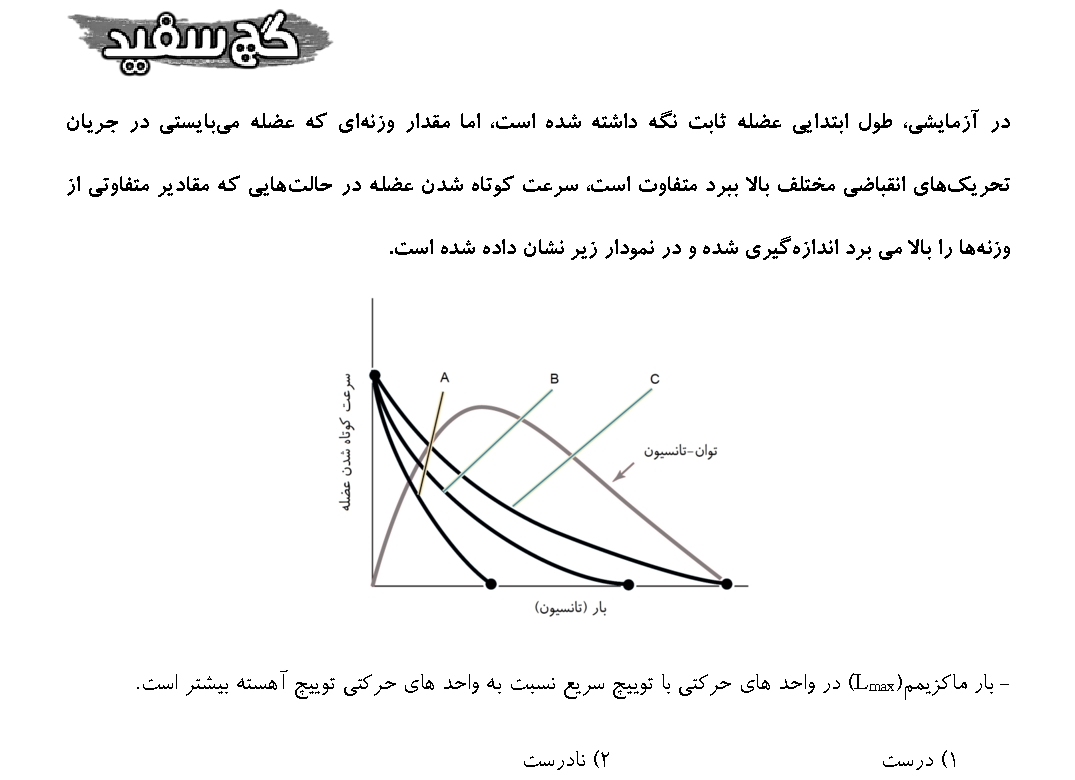 گچ سفید
در آزمایشی، طول ابتدایی عضله ثابت نگه داشته شده است، اما مقدار وزنه‌ای که عضله می‌بایستی در جریان
تحریک‌های انقباضی مختلف بالا ببرد متفاوت است، سرعت کوتاه شدن عضله در حالت‌هایی که مقادیر متفاوتی از
وزنه‌ها را بالا می برد اندازه‌گیری شده و در نمودار زیر نشان داده شده است.
A B C
توان-تانسیون
سرعت کوتاه شدن عضله
بار (تانسیون)
- بار ماکزیمم(Lmax) در واحد های حرکتی با توییچ سریع نسبت به واحد های حرکتی توییچ آهسته بیشتر است.
۱) درست ۲) نادرست